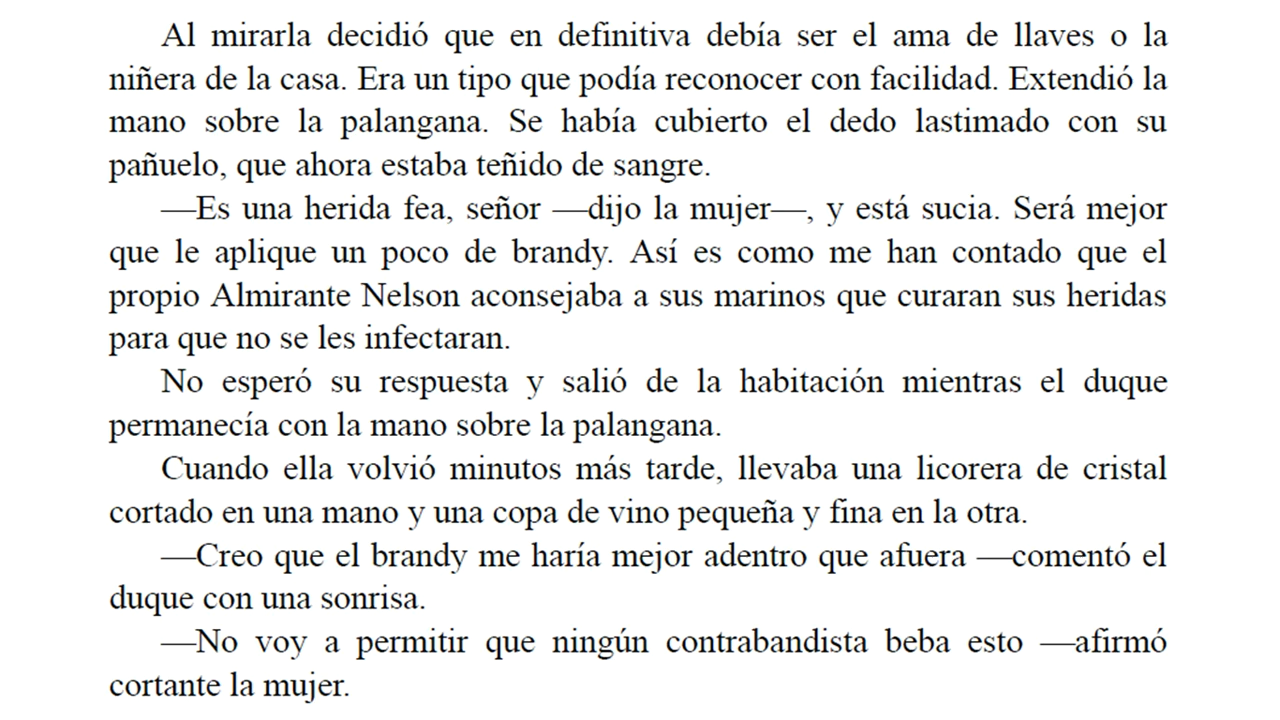 Al mirarla decidió que en definitiva debía ser el ama de llaves o la
niñera de la casa. Era un tipo que podía reconocer con facilidad. Extendió la
mano sobre la palangana. Se había cubierto el dedo lastimado con su
pañuelo, que ahora estaba teñido de sangre.
—Es una herida fea, señor —dijo la mujer—, y está sucia. Será mejor
que le aplique un poco de brandy. Así es como me han contado que el
propio Almirante Nelson aconsejaba a sus marinos que curaran sus heridas
para que no se les infectaran.
No esperó su respuesta y salió de la habitación mientras el duque
permanecía con la mano sobre la palangana.
Cuando ella volvió minutos más tarde, llevaba una licorera de cristal
cortado en una mano y una copa de vino pequeña y fina en la otra.
—Creo que el brandy me haría mejor adentro que afuera —comentó el
duque con una sonrisa.
—No voy a permitir que ningún contrabandista beba esto —afirmó
cortante la mujer.